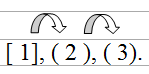 [ 1], ( 2 ), ( 3).